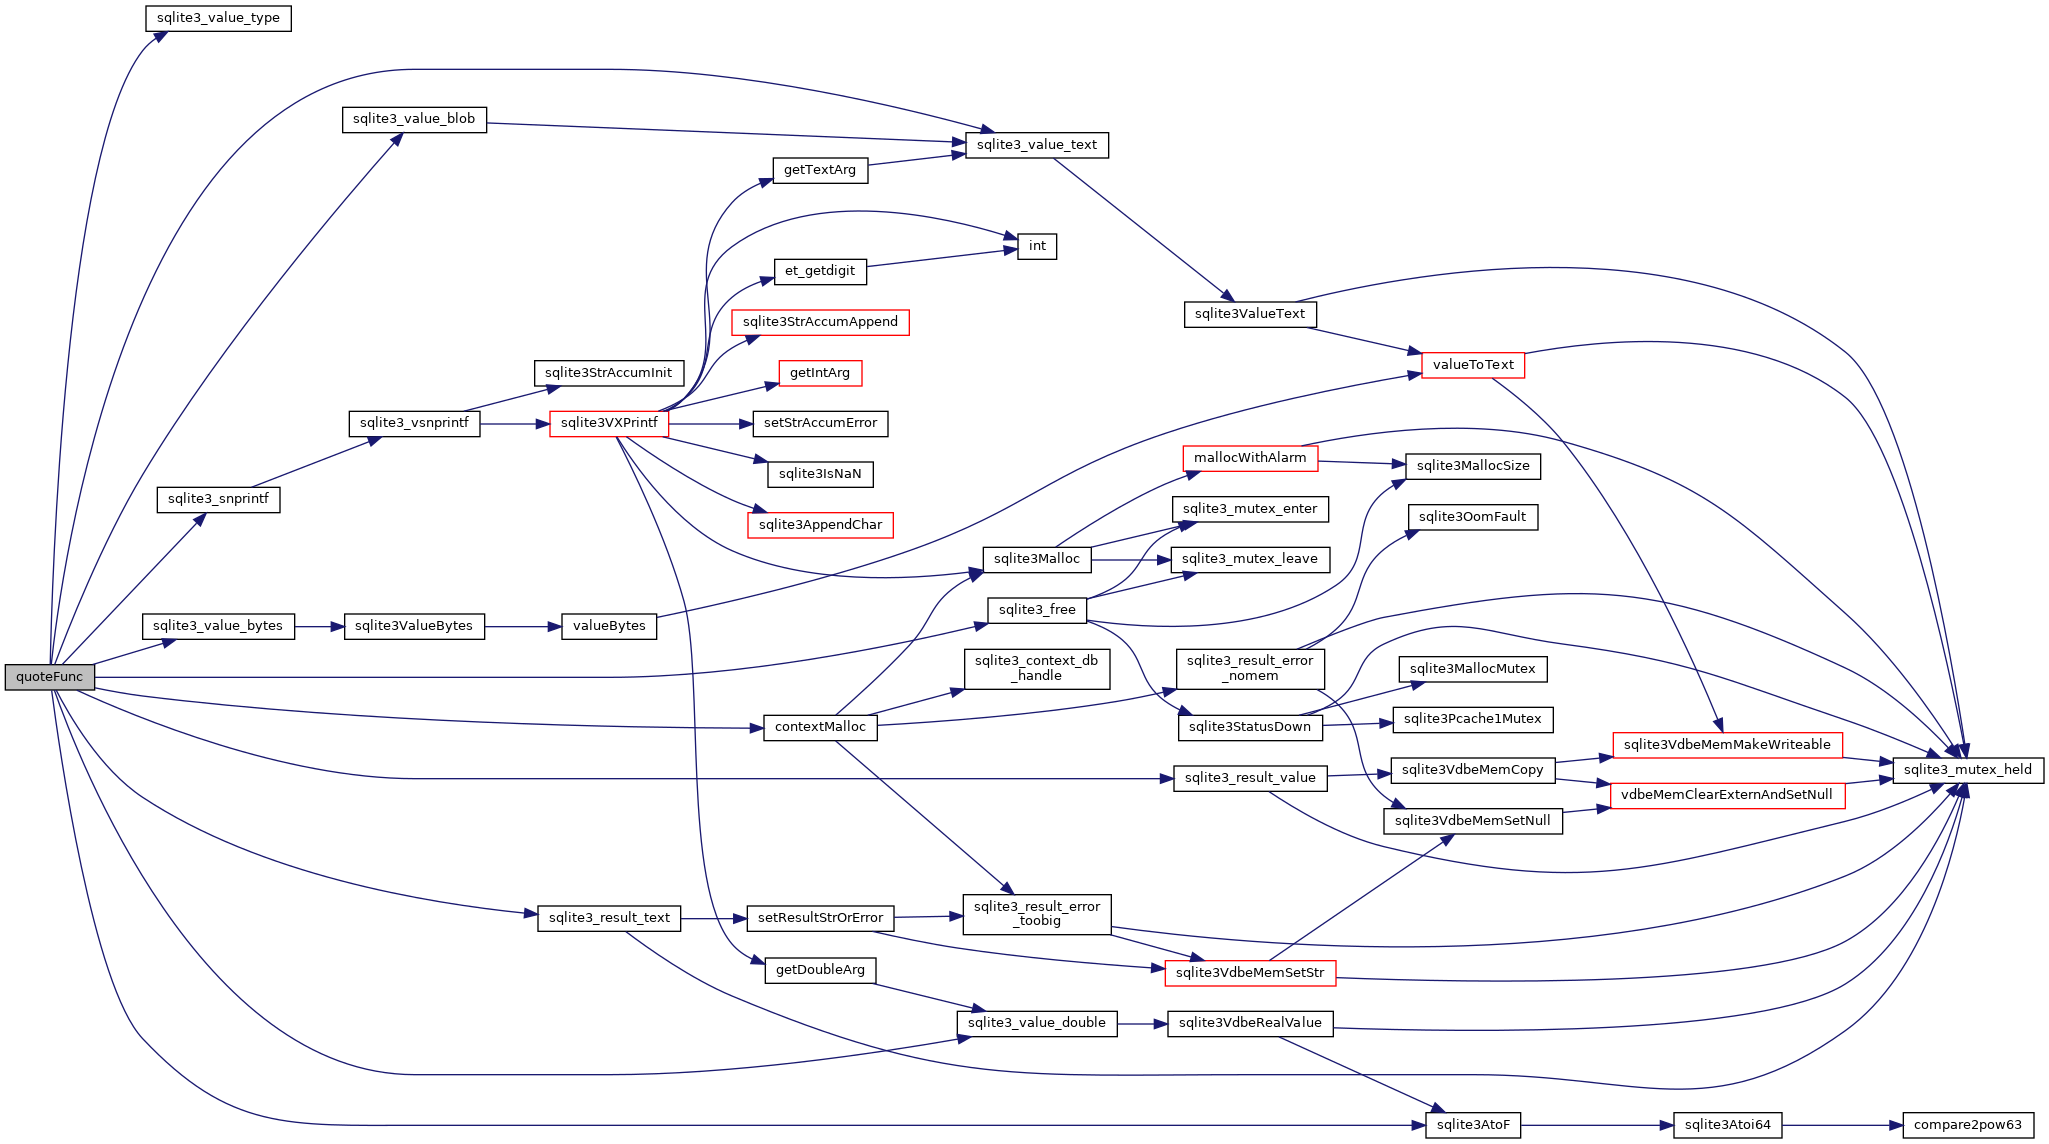 sqlite3_value_type
sqlite3_value_blob
sqlite3_value_text
getTextArg
int
et_getdigit
sqlite3ValueText
sqlite3StrAccumAppend
valueToText
sqlite3StrAccumInit
getIntArg
sqlite3_vsnprintf
sqlite3VXPrintf
setStrAccumError
mallocWithAlarm
sqlite3MallocSize
sqlite3IsNaN
sqlite3_snprintf
sqlite3_mutex_enter
sqlite3OomFault
sqlite3AppendChar
sqlite3Malloc
sqlite3_mutex_leave
sqlite3_free
sqlite3_value_bytes
sqlite3ValueBytes
valueBytes
sqlite3_context_db
_handle
sqlite3_result_error
_nomem
sqlite3MallocMutex
quoteFunc
sqlite3Pcache1Mutex
contextMalloc
sqlite3StatusDown
sqlite3VdbeMemMakeWriteable
sqlite3_result_value
sqlite3VdbeMemCopy
sqlite3_mutex_held
vdbeMemClearExternAndSetNull
sqlite3VdbeMemSetNull
sqlite3_result_text
setResultStrOrError
sqlite3_result_error
_toobig
getDoubleArg
sqlite3VdbeMemSetStr
sqlite3_value_double
sqlite3VdbeRealValue
sqlite3AtoF
sqlite3Atoi64
compare2pow63